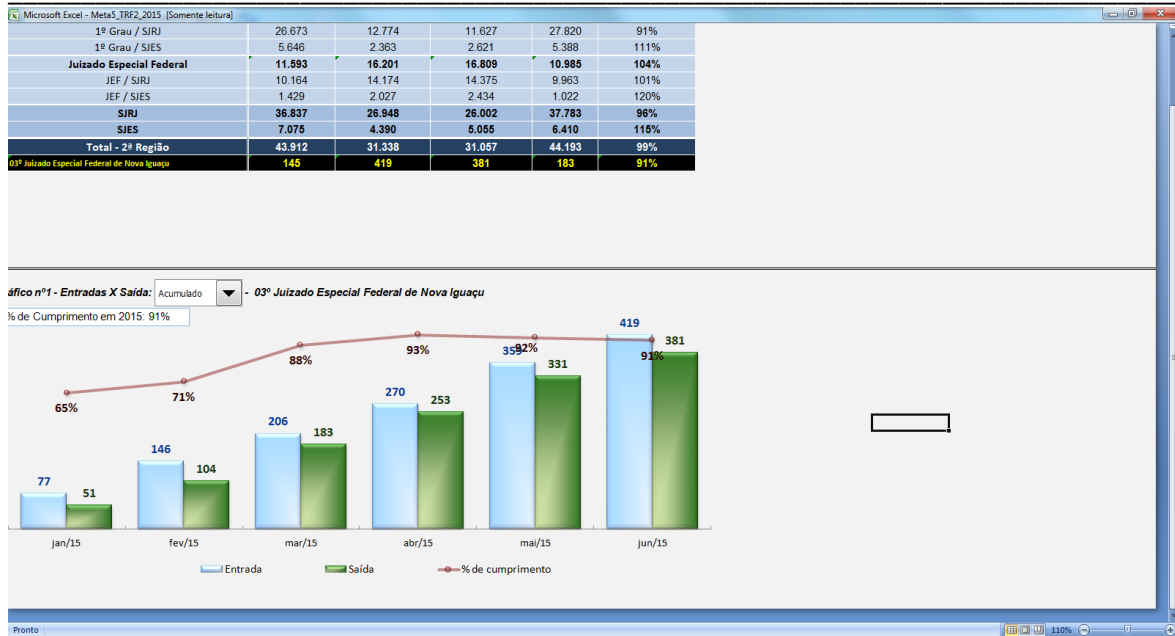 Microsoft Excel - Meta5_TRF2_2015 [Somente leitura]
1º Grau / SJRJ 26.673 12.774 11.627 27.820 91%
1º Grau / SJES 5.646 2.363 2.621 5.388 111%
Juizado Especial Federal 11.593 16.201 16.809 10.985 104%
JEF / SJRJ 10.164 14.174 14.375 9.963 101%
JEF / SJES 1.429 2.027 2.434 1.022 120%
SJRJ 36.837 26.948 26.002 37.783 96%
SJES 7.075 4.390 5.055 6.410 115%
Total - 2ª Região 43.912 31.338 31.057 44.193 99%
03º Juizado Especial Federal de Nova Iguaçu 145 419 381 183 91%
áfico nº1 - Entradas X Saída: Acumulado - 03º Juizado Especial Federal de Nova Iguaçu
% de Cumprimento em 2015: 91%
419
381
88%
93%
92%
91%
331
65%
71%
270
253
206
183
146
104
77
51
jan/15 fev/15 mar/15 abr/15 mai/15 jun/15
Entrada Saída % de cumprimento
Pronto 110%